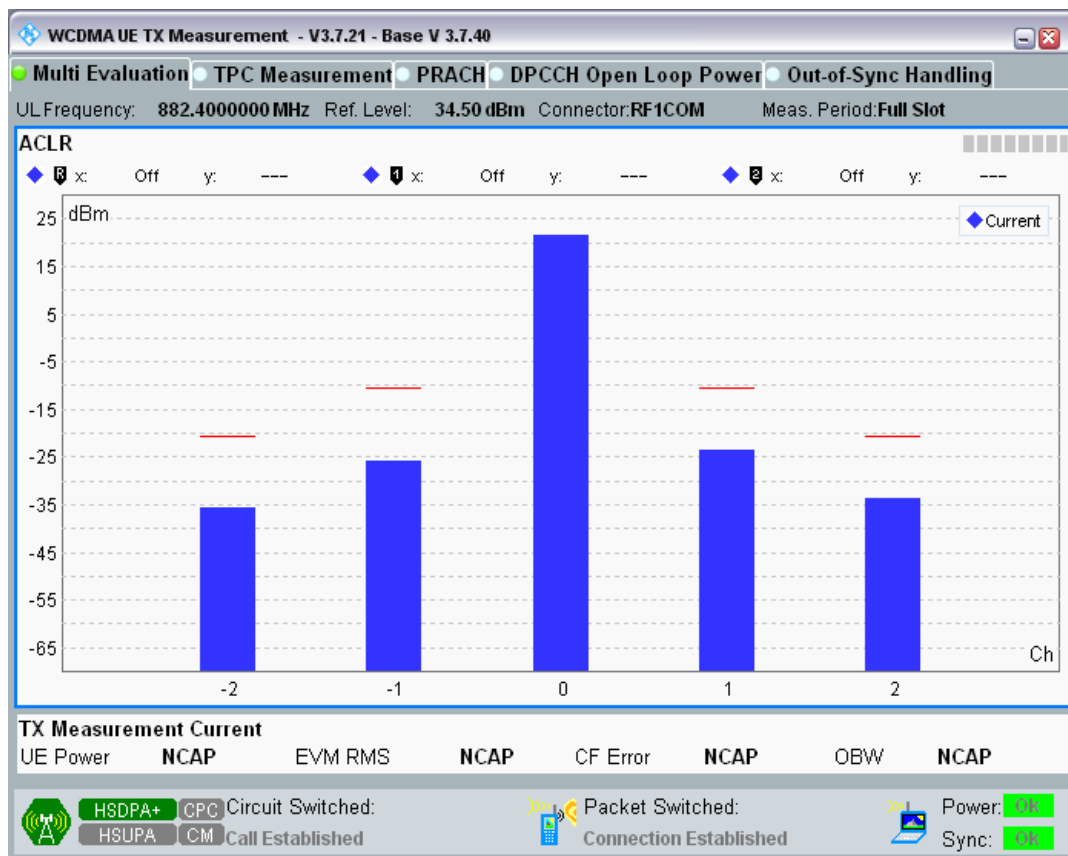 WCDMA UE TX Measurement - V3.7.21 - Base V 3.7.40
Multi Evaluation TPC Measurement PRACH DPCCH Open Loop Power Out-of-Sync Handling
UL Frequency: 882.4000000 MHz Ref. Level: 34.50 dBm Connector:RF1COM Meas. Period:Full Slot
ACLR
R x: Off y: --- 1 x: Off y: --- 2 x: Off y: ---
dBm
Current
25
15
5
-5
-15
-25
-35
-45
-55
-65
Ch
-2 -1 0 1 2
TX Measurement Current
UE Power NCAP EVM RMS NCAP CF Error NCAP OBW NCAP
HSDPA+ CPC Circuit Switched: Packet Switched: Power: OK
HSUPA CM Call Established Connection Established Sync: OK